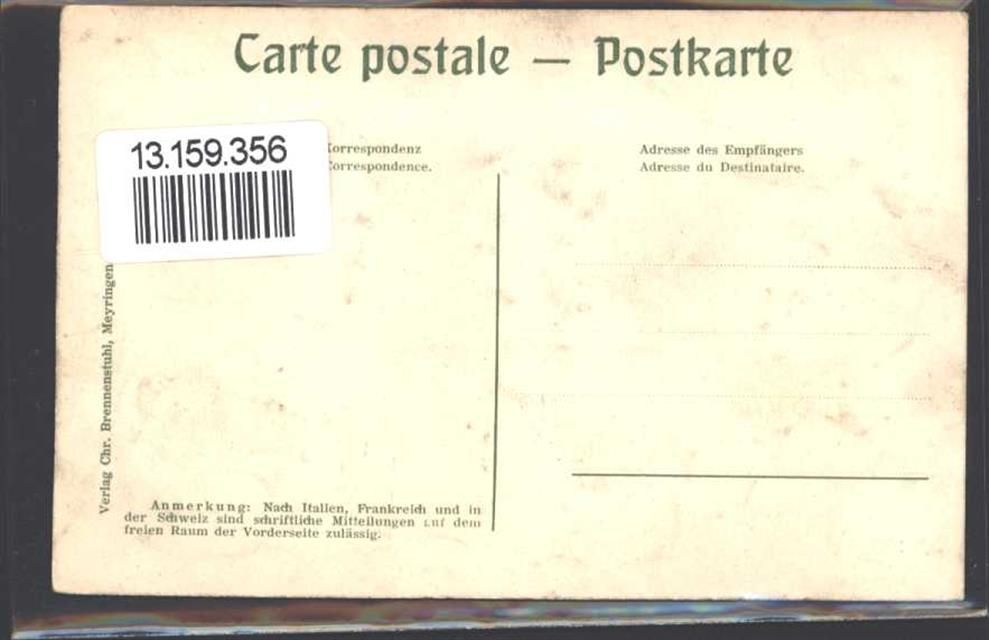 Carte postale — Postkarte
13.159.356
Korrespondenz
Correspondence.
Adresse des Empfängers
Adresse du Destinataire.
Verlag Chr. Brennenstuhl, Meyringen
Anmerkung: Nach Italien, Frankreich und in
der Schweiz sind schriftliche Mitteilungen auf dem
freien Raum der Vorderseite zulässig.